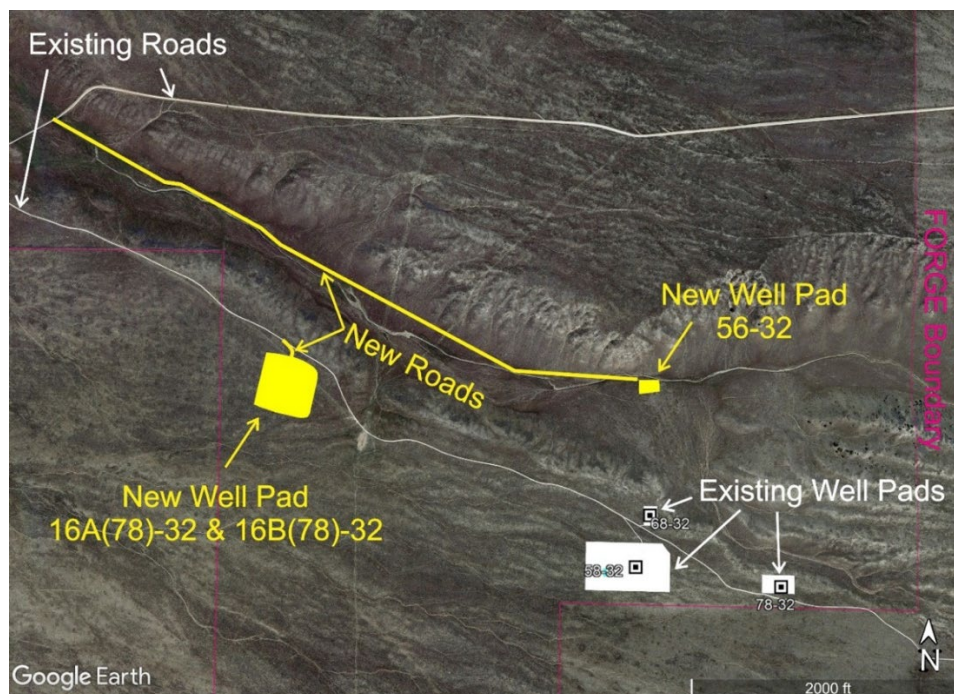 Existing Roads
FORGE Boundary
New Well Pad
56-32
New Roads
New Well Pad
16A(78)-32 & 16B(78)-32
Existing Well Pads
68-32
58-32
78-32
N
Google Earth
2000 ft